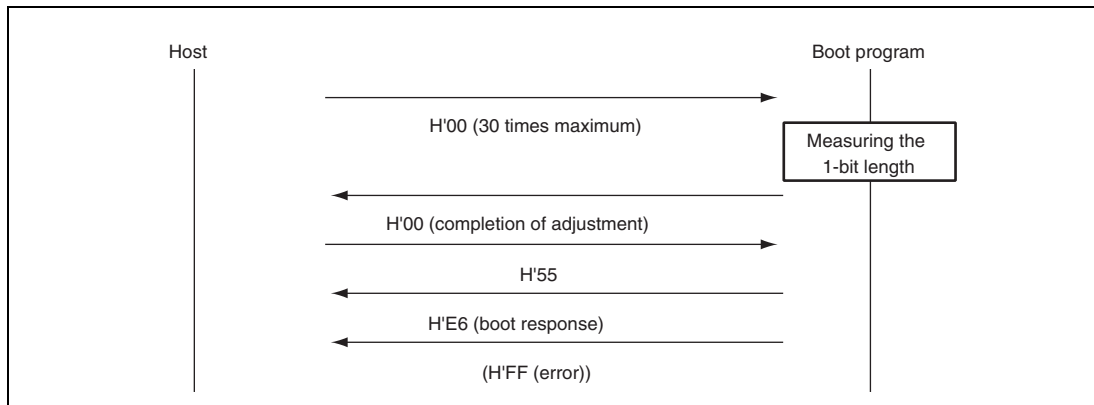 Host
Boot program
H'00 (30 times maximum)
Measuring the
1-bit length
H'00 (completion of adjustment)
H'55
H'E6 (boot response)
(H'FF (error))